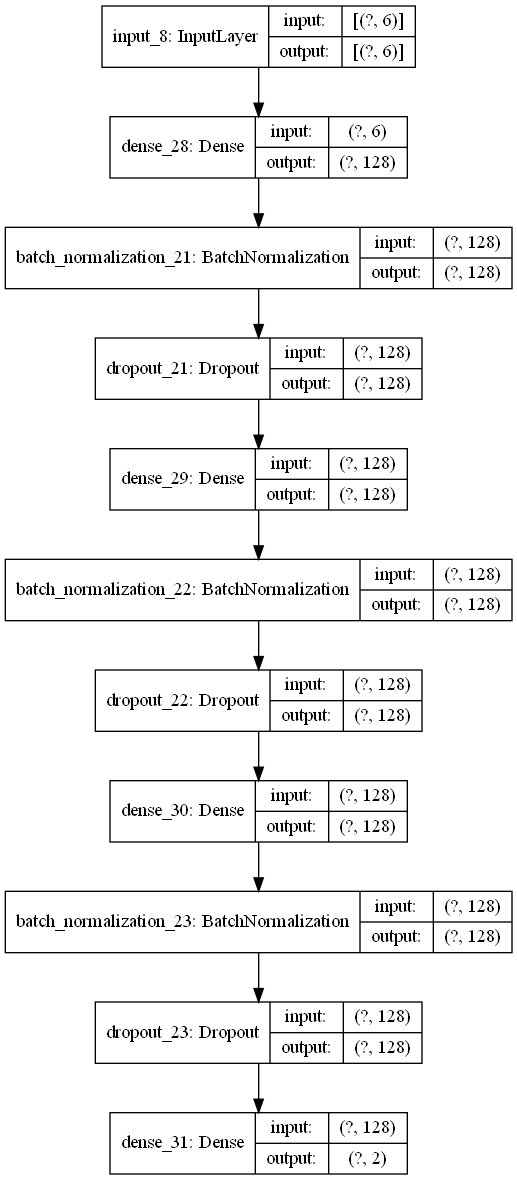 input_8: InputLayer
input: [(?, 6)]
output: [(?, 6)]
dense_28: Dense
input: (?, 6)
output: (?, 128)
batch_normalization_21: BatchNormalization
input: (?, 128)
output: (?, 128)
dropout_21: Dropout
input: (?, 128)
output: (?, 128)
dense_29: Dense
input: (?, 128)
output: (?, 128)
batch_normalization_22: BatchNormalization
input: (?, 128)
output: (?, 128)
dropout_22: Dropout
input: (?, 128)
output: (?, 128)
dense_30: Dense
input: (?, 128)
output: (?, 128)
batch_normalization_23: BatchNormalization
input: (?, 128)
output: (?, 128)
dropout_23: Dropout
input: (?, 128)
output: (?, 128)
dense_31: Dense
input: (?, 128)
output: (?, 2)